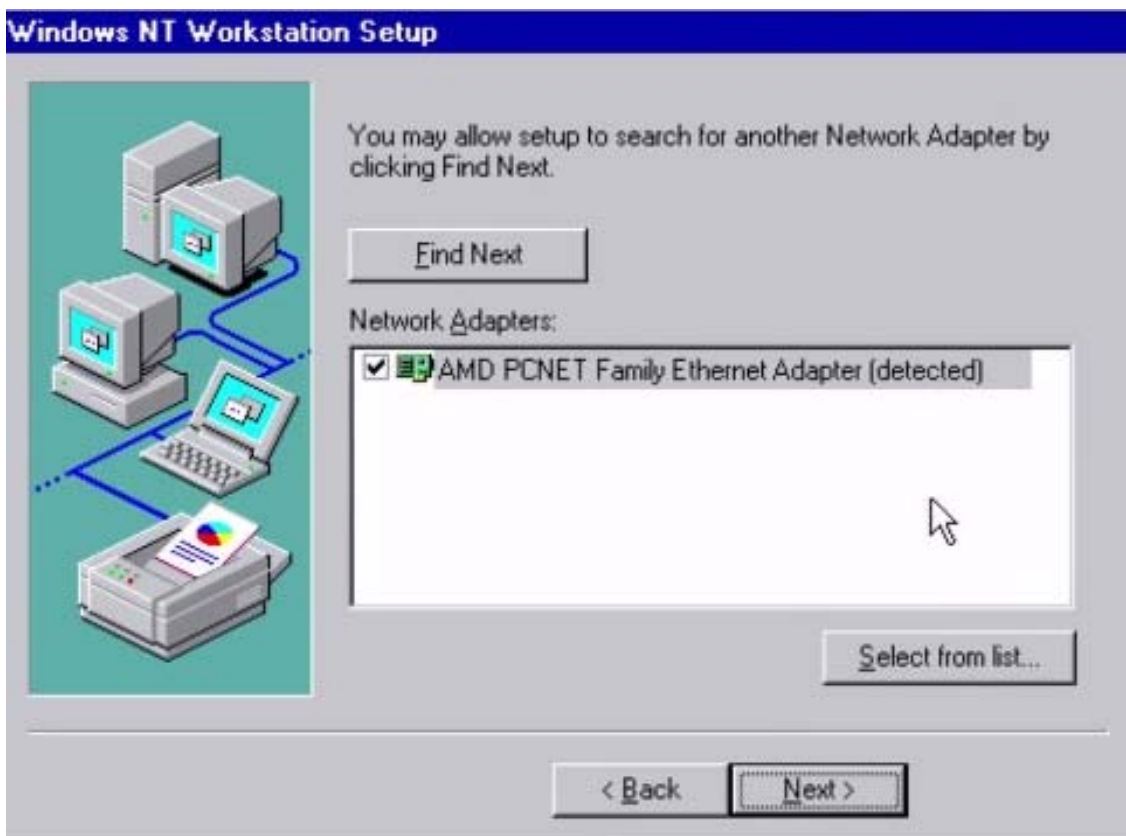 Windows NT Workstation Setup
You may allow setup to search for another Network Adapter by
clicking Find Next.
Find Next
Network Adapters:
AMD PCNET Family Ethernet Adapter (detected)
Select from list...
< Back
Next >